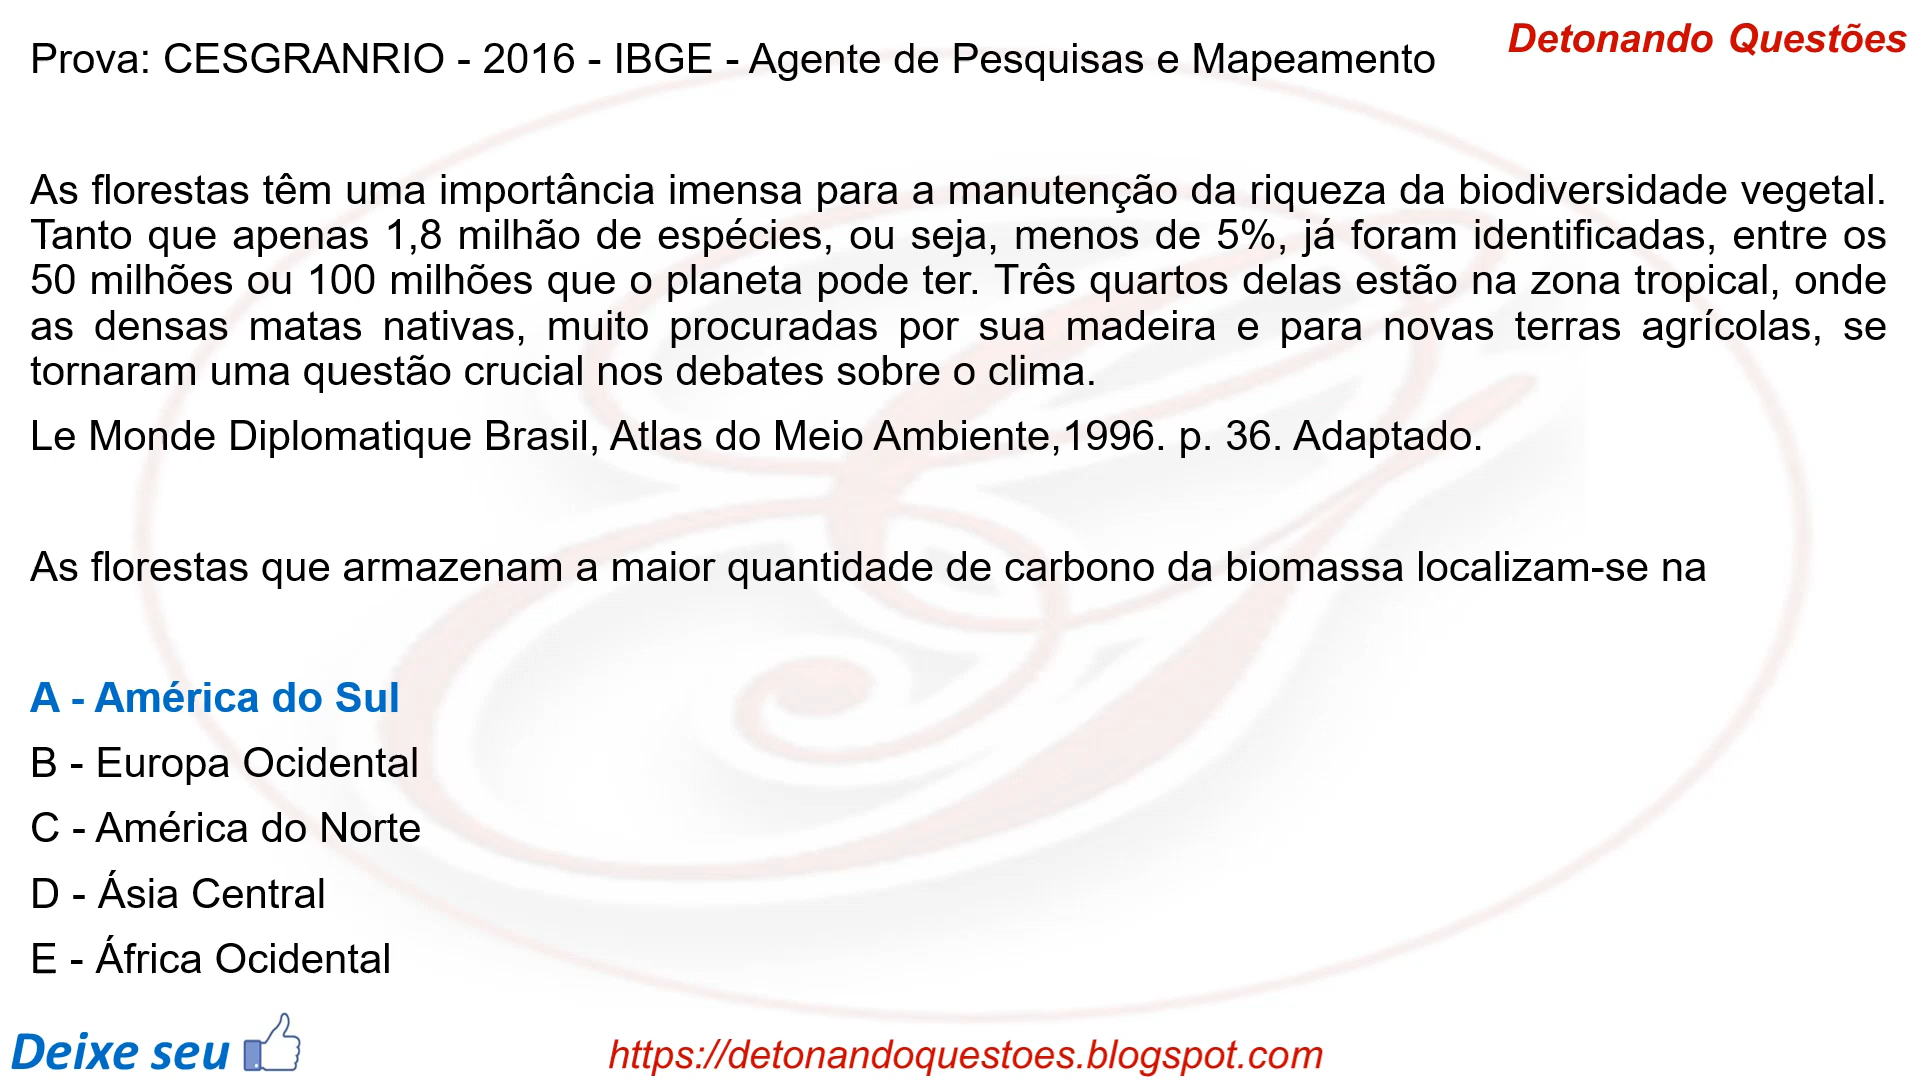 Prova: CESGRANRIO - 2016 - IBGE - Agente de Pesquisas e Mapeamento
Detonando Questões
As florestas têm uma importância imensa para a manutenção da riqueza da biodiversidade vegetal.
Tanto que apenas 1,8 milhão de espécies, ou seja, menos de 5%, já foram identificadas, entre os
50 milhões ou 100 milhões que o planeta pode ter. Três quartos delas estão na zona tropical, onde
as densas matas nativas, muito procuradas por sua madeira e para novas terras agrícolas, se
tornaram uma questão crucial nos debates sobre o clima.
Le Monde Diplomatique Brasil, Atlas do Meio Ambiente,1996. p. 36. Adaptado.
As florestas que armazenam a maior quantidade de carbono da biomassa localizam-se na
A - América do Sul
B - Europa Ocidental
C - América do Norte
D - Ásia Central
E - África Ocidental
Deixe seu
https://detonandoquestoes.blogspot.com